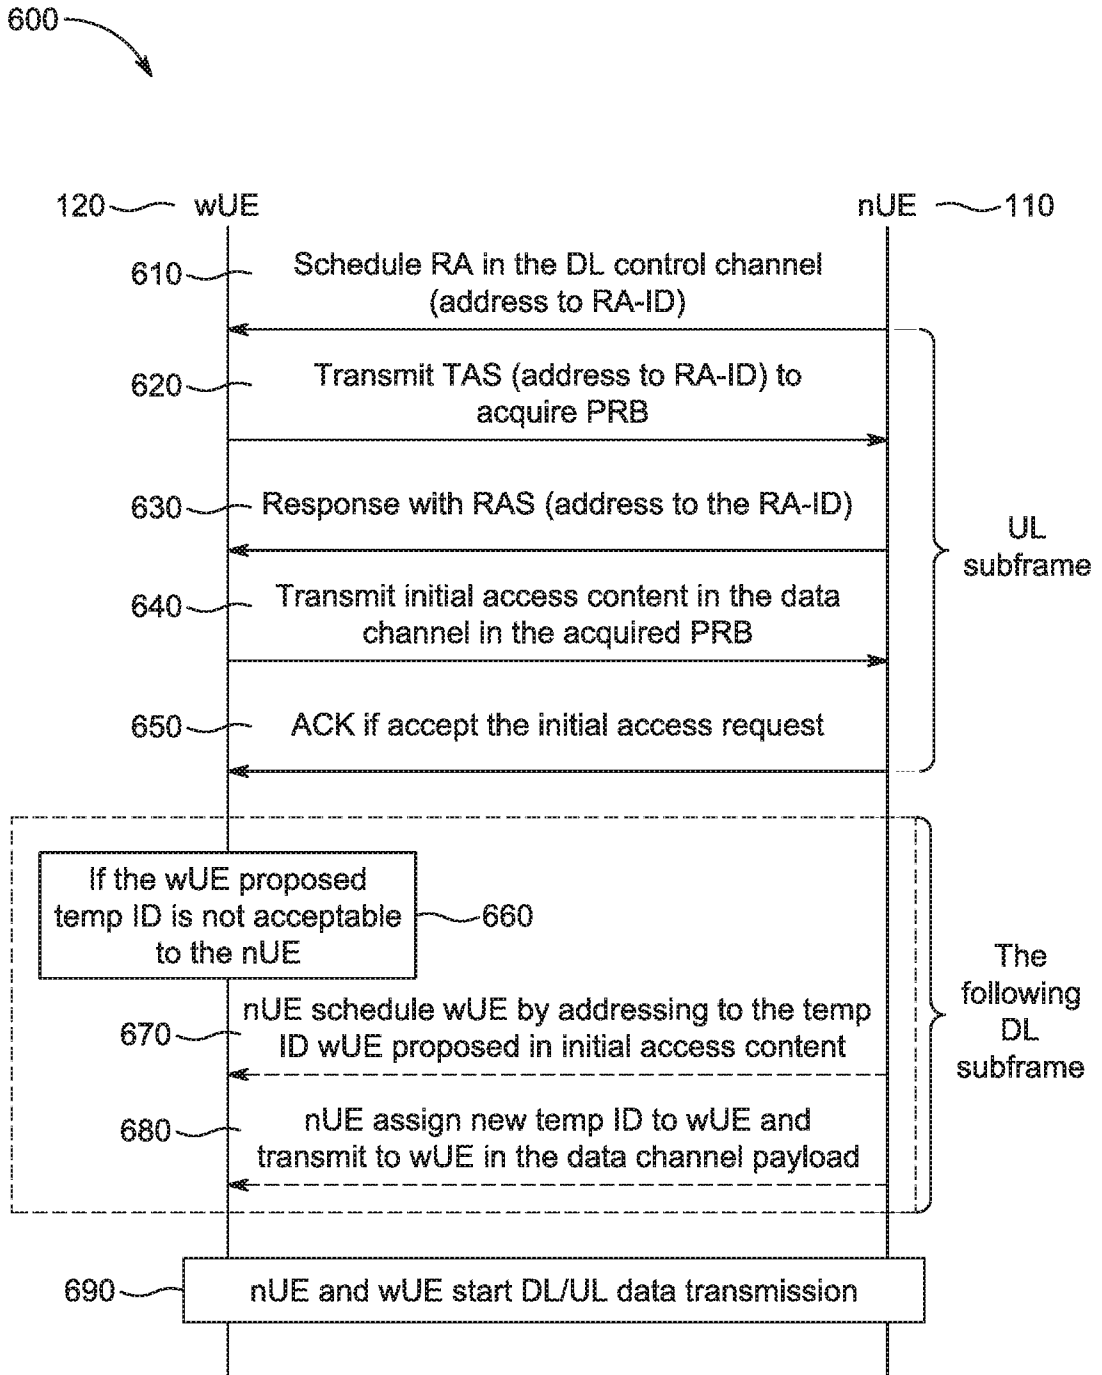 600
120 wUE nUE 110
610 Schedule RA in the DL control channel
(address to RA-ID)
620 Transmit TAS (address to RA-ID) to
acquire PRB
630 Response with RAS (address to the RA-ID)
UL
subframe
640 Transmit initial access content in the data
channel in the acquired PRB
650 ACK if accept the initial access request
If the wUE proposed
temp ID is not acceptable
to the nUE
660
The
following
DL
subframe
670 nUE schedule wUE by addressing to the temp
ID wUE proposed in initial access content
680 nUE assign new temp ID to wUE and
transmit to wUE in the data channel payload
690 nUE and wUE start DL/UL data transmission